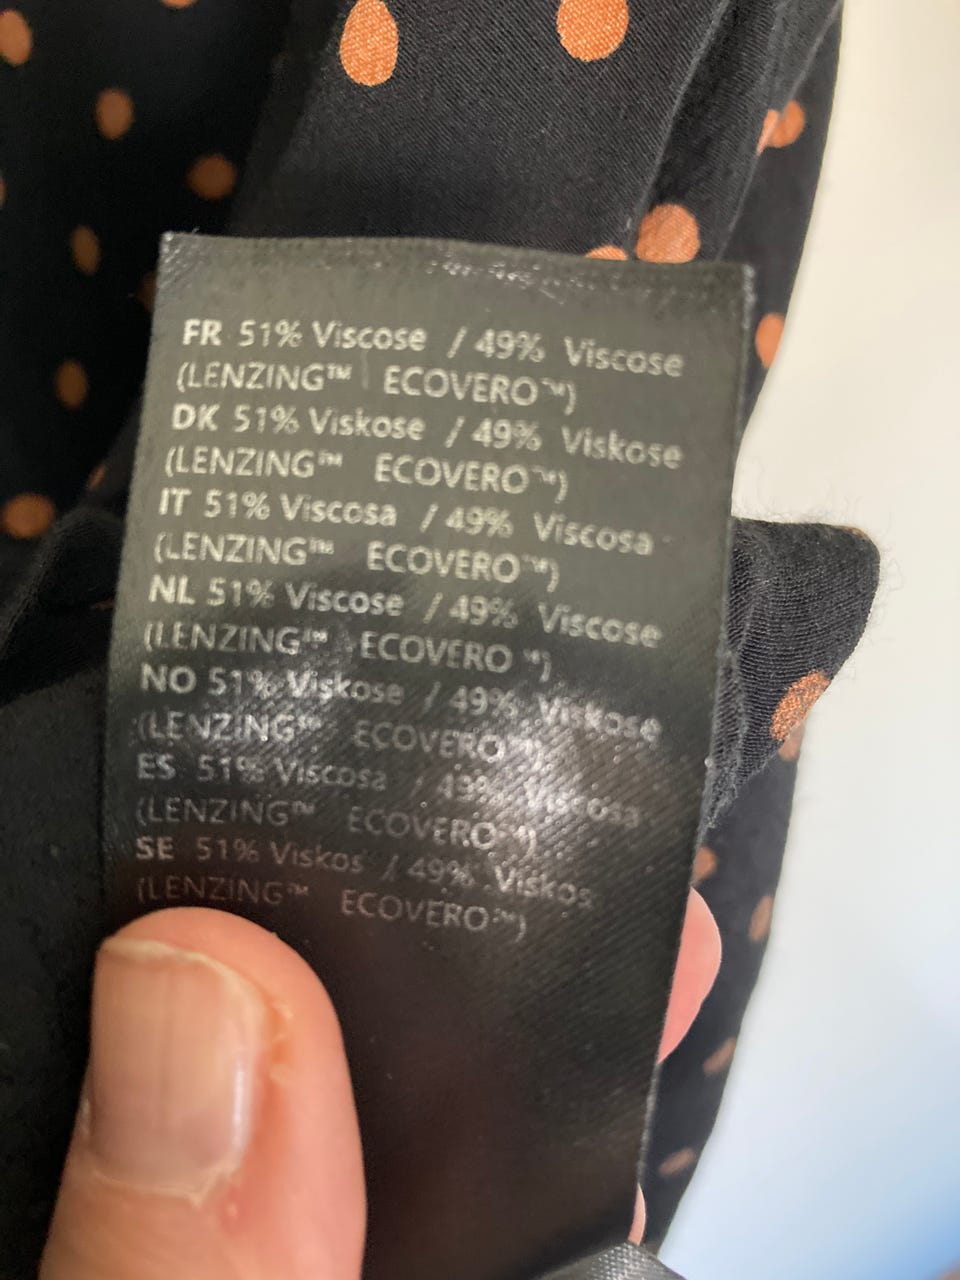 FR 51% Viscose / 49% Viscose
(LENZING™ ECOVERO™)
DK 51% Viskose / 49% Viskose
(LENZING™ ECOVERO™)
IT 51% Viscosa / 49% Viscosa
(LENZING™ ECOVERO™)
NL 51% Viscose / 49% Viscose
(LENZING™ ECOVERO™)
NO 51% Viskose / 49% Viskose
(LENZING™ ECOVERO™)
ES 51% Viscosa / 49% Viscosa
(LENZING™ ECOVERO™)
SE 51% Viskos / 49% Viskos
(LENZING™ ECOVERO™)